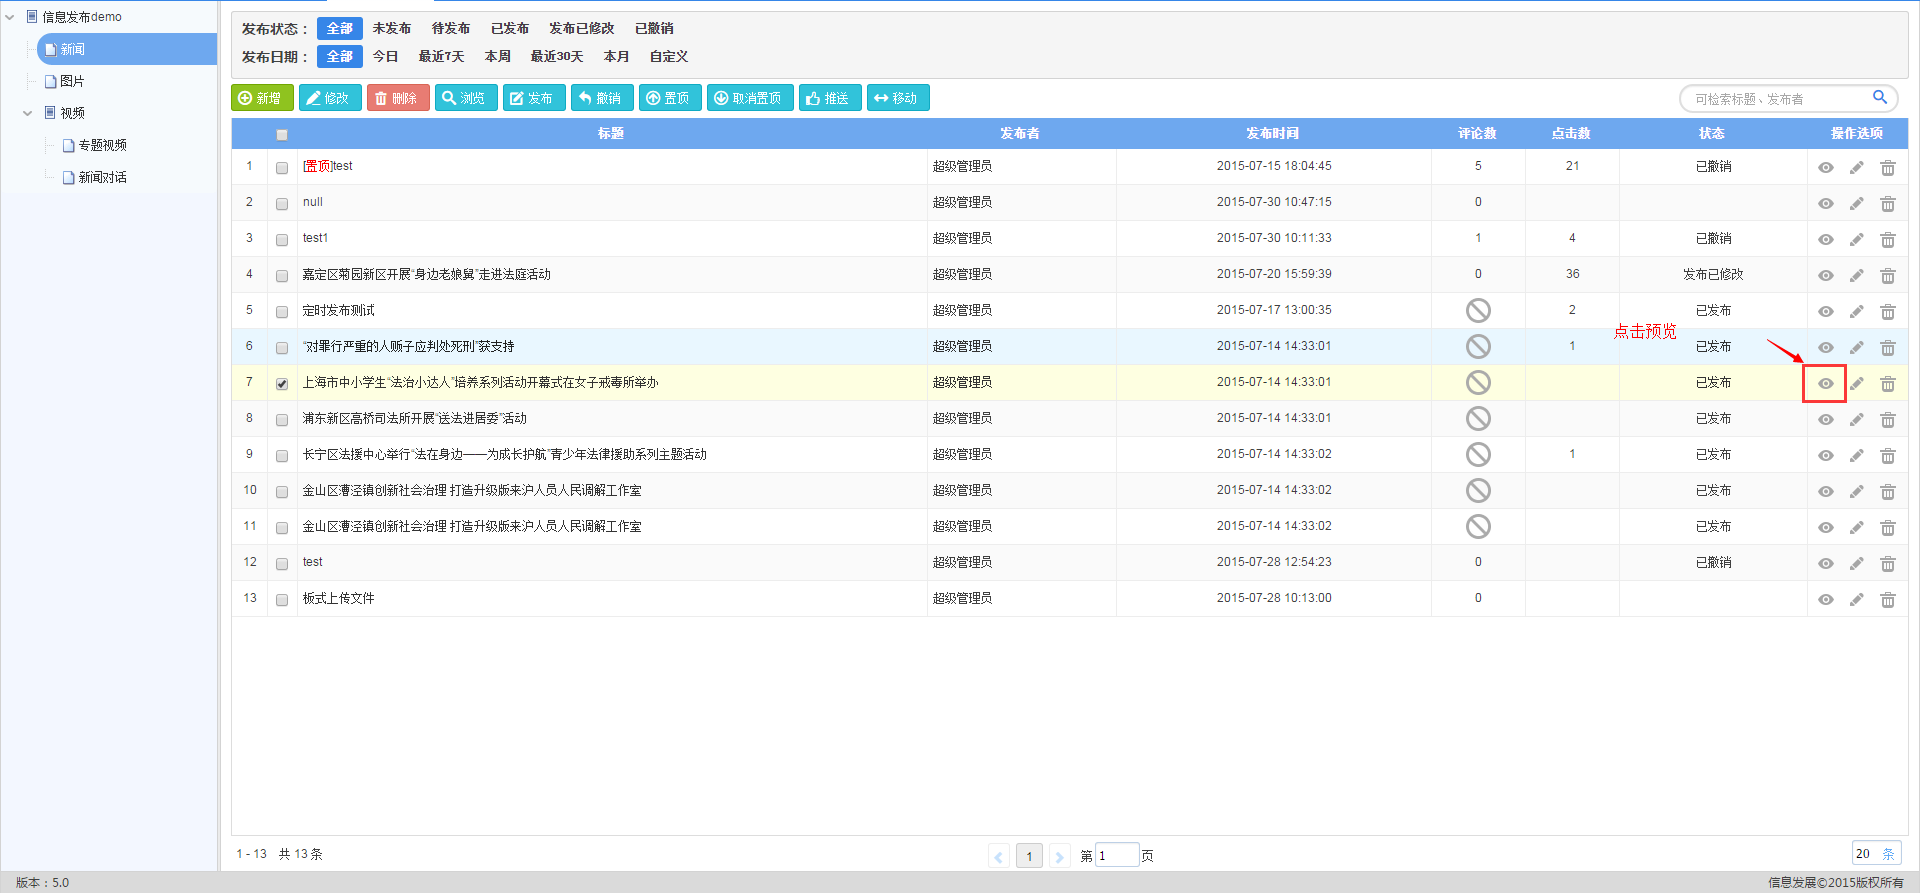 信息发布demo
新闻
图片
视频
专题视频
新闻对话
发布状态： 全部 未发布 待发布 已发布 发布已修改 已撤销
发布日期： 全部 今日 最近7天 本周 最近30天 本月 自定义
新增 修改 删除 浏览 发布 撤销 置顶 取消置顶 推送 移动 可检索标题、发布者
标题 发布者 发布时间 评论数 点击数 状态 操作选项
1 [置顶]test 超级管理员 2015-07-15 18:04:45 5 21 已撤销
2 null 超级管理员 2015-07-30 10:47:15 0
3 test1 超级管理员 2015-07-30 10:11:33 1 4 已撤销
4 嘉定区菊园新区开展“身边老娘舅”走进法庭活动 超级管理员 2015-07-20 15:59:39 0 36 发布已修改
5 定时发布测试 超级管理员 2015-07-17 13:00:35 2 已发布
点击预览
6 “对罪行严重的人贩子应判处死刑”获支持 超级管理员 2015-07-14 14:33:01 1 已发布
7 上海市中小学生“法治小达人”培养系列活动开幕式在女子戒毒所举办 超级管理员 2015-07-14 14:33:01 已发布
8 浦东新区高桥司法所开展“送法进居委”活动 超级管理员 2015-07-14 14:33:01 已发布
9 长宁区法援中心举行“法在身边——为成长护航”青少年法律援助系列主题活动 超级管理员 2015-07-14 14:33:02 1 已发布
10 金山区漕泾镇创新社会治理 打造升级版来沪人员人民调解工作室 超级管理员 2015-07-14 14:33:02 已发布
11 金山区漕泾镇创新社会治理 打造升级版来沪人员人民调解工作室 超级管理员 2015-07-14 14:33:02 已发布
12 test 超级管理员 2015-07-28 12:54:23 0 已撤销
13 板式上传文件 超级管理员 2015-07-28 10:13:00 0
1 - 13 共 13 条 1 第 1 页 20 条
版本：5.0 信息发展©2015版权所有